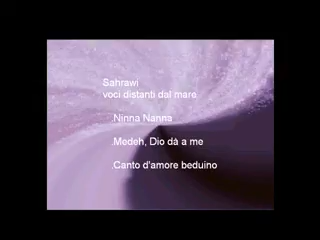 Sahrawi
voci distanti dal mare
.Ninna Nanna
.Medeh, Dio dà a me
.Canto d'amore beduino